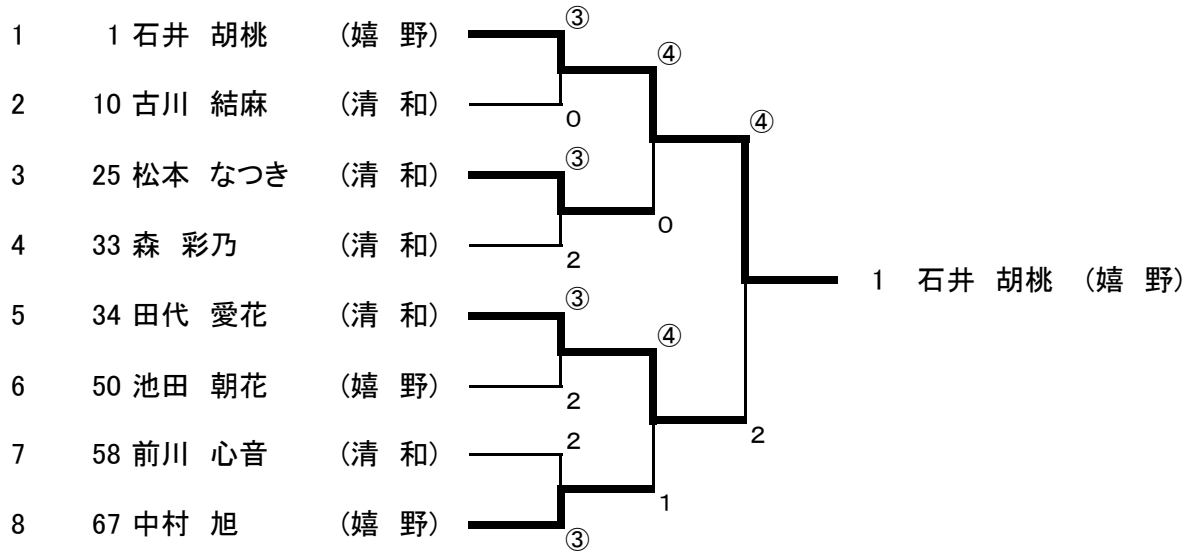 ③
1 1 石井 胡桃 (嬉 野)
④
2 10 古川 結麻 (清 和)
0
④
③
3 25 松本 なつき (清 和)
0
4 33 森 彩乃 (清 和)
2
1 石井 胡桃 (嬉 野)
③
5 34 田代 愛花 (清 和)
④
6 50 池田 朝花 (嬉 野)
2
2
2
7 58 前川 心音 (清 和)
1
8 67 中村 旭 (嬉 野)
③